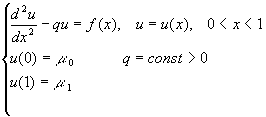 d²u/dx² − qu = f(x), u = u(x), 0 < x < 1
u(0) = μ₀ q = const > 0
u(1) = μ₁